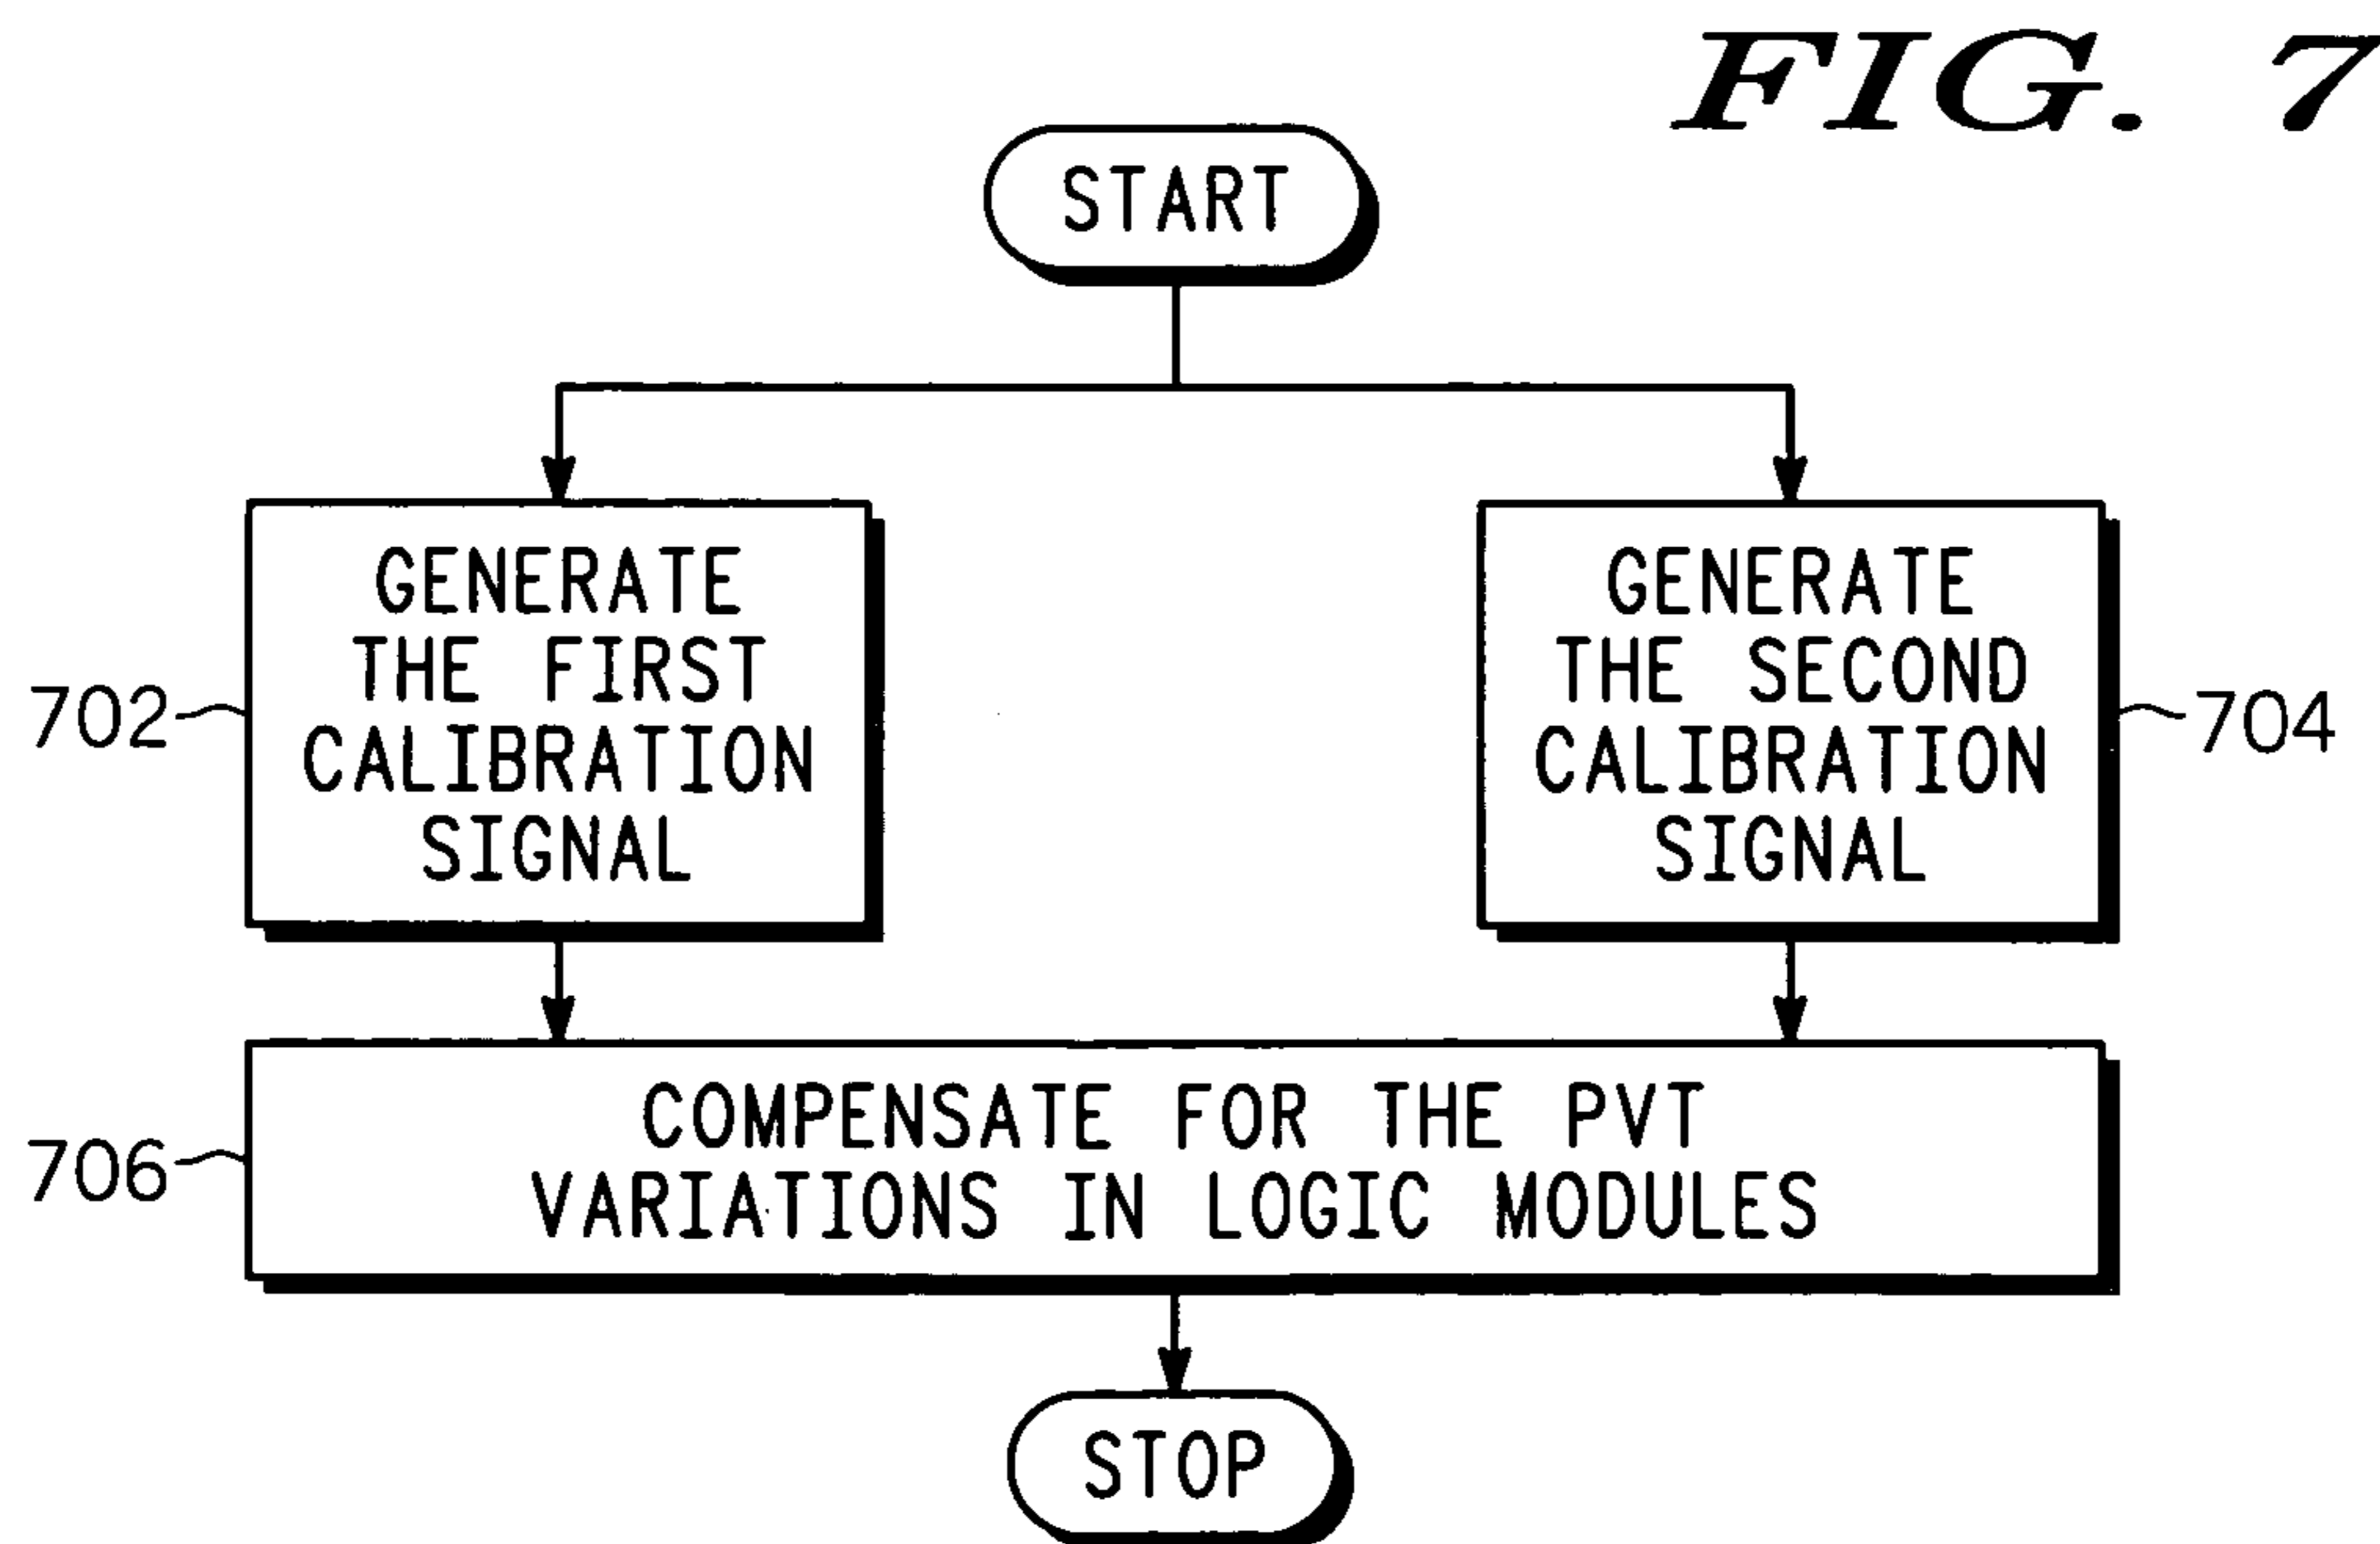 FIG. 7
START
GENERATE
THE FIRST
CALIBRATION
SIGNAL
702
GENERATE
THE SECOND
CALIBRATION
SIGNAL
704
COMPENSATE FOR THE PVT
VARIATIONS IN LOGIC MODULES
706
STOP